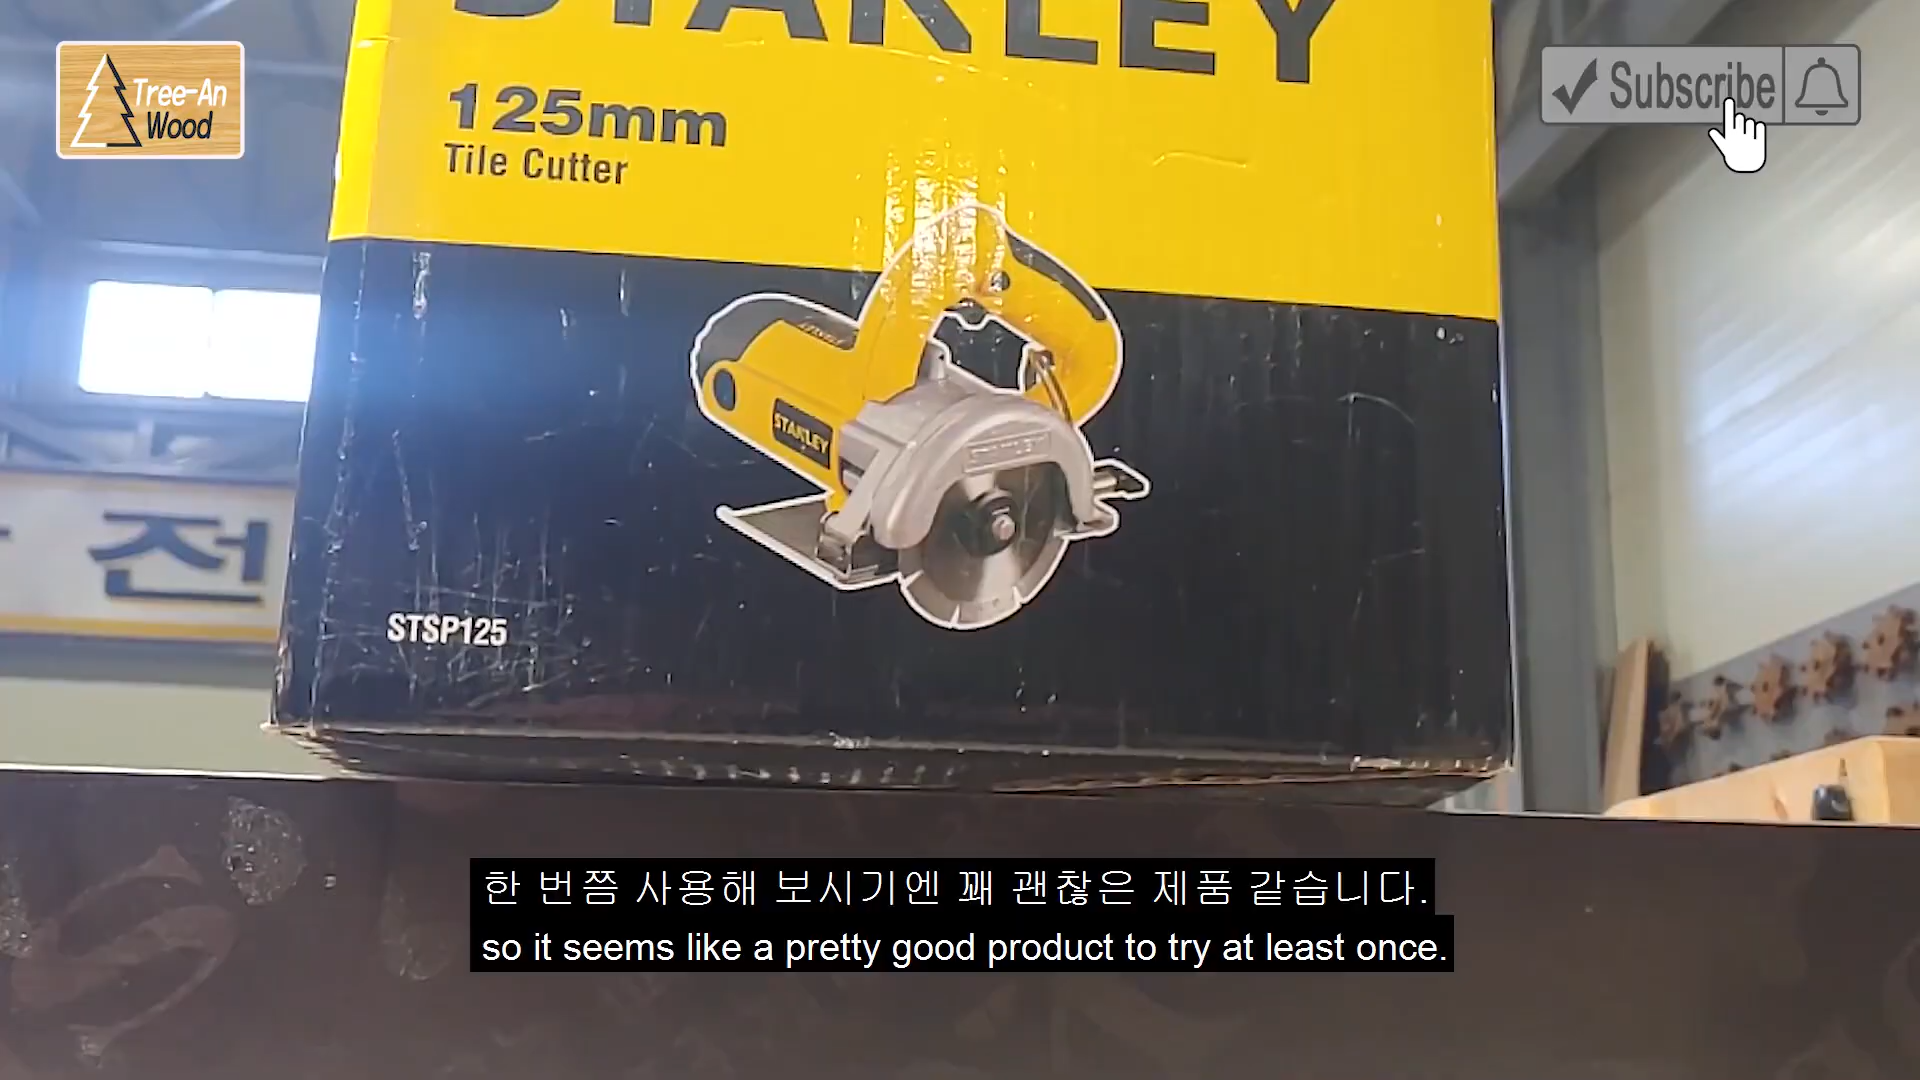 STANLEY
Tree-An
Wood
Subscribe
125mm
Tile Cutter
STANLEY
STANLEY
전
STSP125
한 번쯤 사용해 보시기엔 꽤 괜찮은 제품 같습니다.
so it seems like a pretty good product to try at least once.